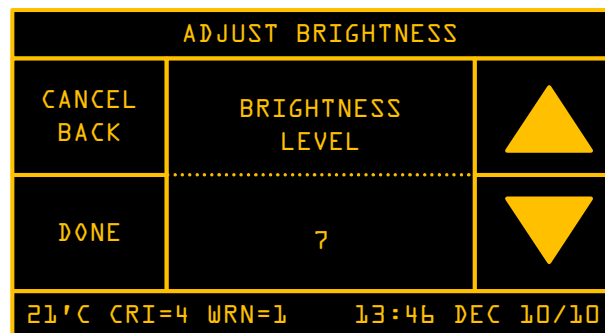 ADJUST BRIGHTNESS
CANCEL
BACK
BRIGHTNESS
LEVEL
DONE
7
21'C CRI=4 WRN=1 13:46 DEC 10/10